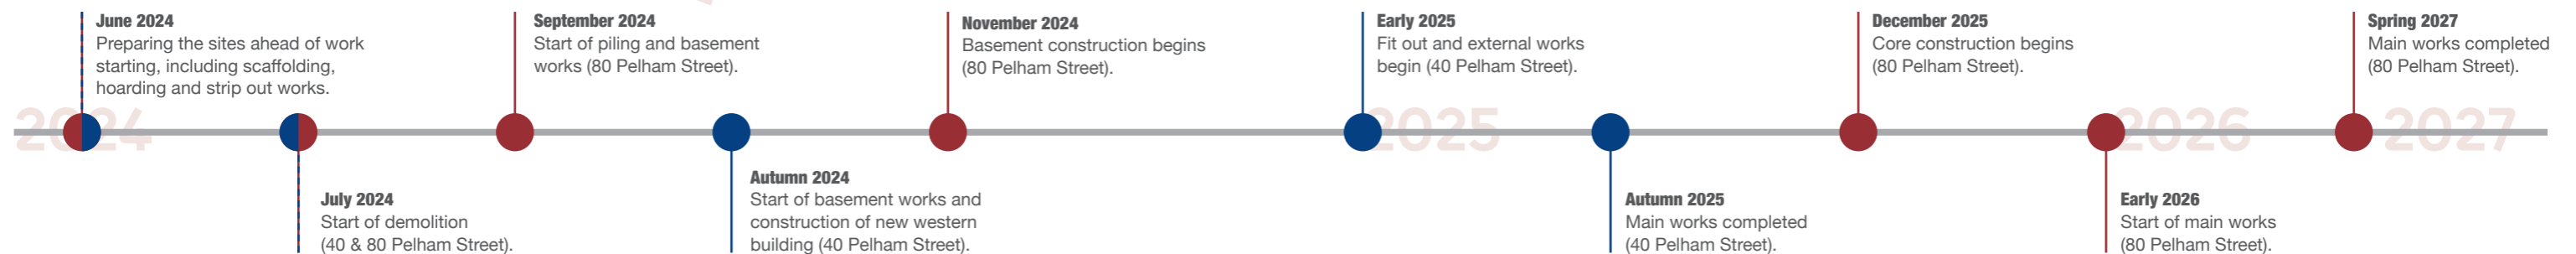 June 2024
Preparing the sites ahead of work
starting, including scaffolding,
hoarding and strip out works.
September 2024
Start of piling and basement
works (80 Pelham Street).
November 2024
Basement construction begins
(80 Pelham Street).
Early 2025
Fit out and external works
begin (40 Pelham Street).
December 2025
Core construction begins
(80 Pelham Street).
Spring 2027
Main works completed
(80 Pelham Street).
2024
2025
2026
2027
July 2024
Start of demolition
(40 & 80 Pelham Street).
Autumn 2024
Start of basement works and
construction of new western
building (40 Pelham Street).
Autumn 2025
Main works completed
(40 Pelham Street).
Early 2026
Start of main works
(80 Pelham Street).